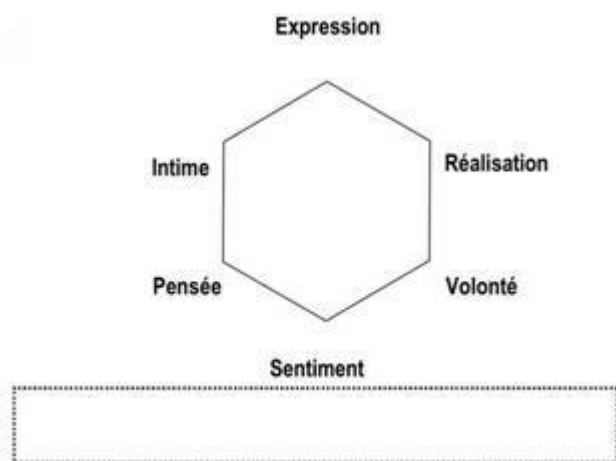 Expression
Intime
Réalisation
Pensée
Volonté
Sentiment